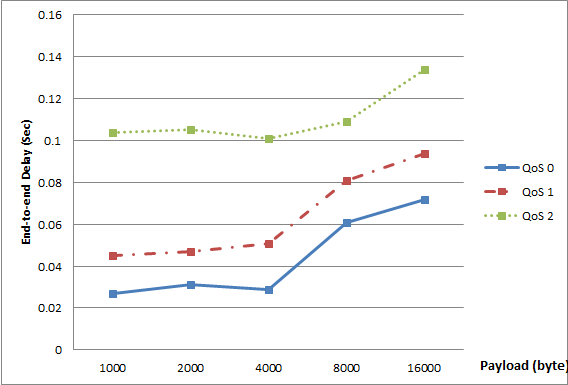 0.16
0.14
0.12
0.1
0.08
0.06
0.04
0.02
0
End-to-end Delay (Sec)
1000 2000 4000 8000 16000
Payload (byte)
QoS 0
QoS 1
QoS 2